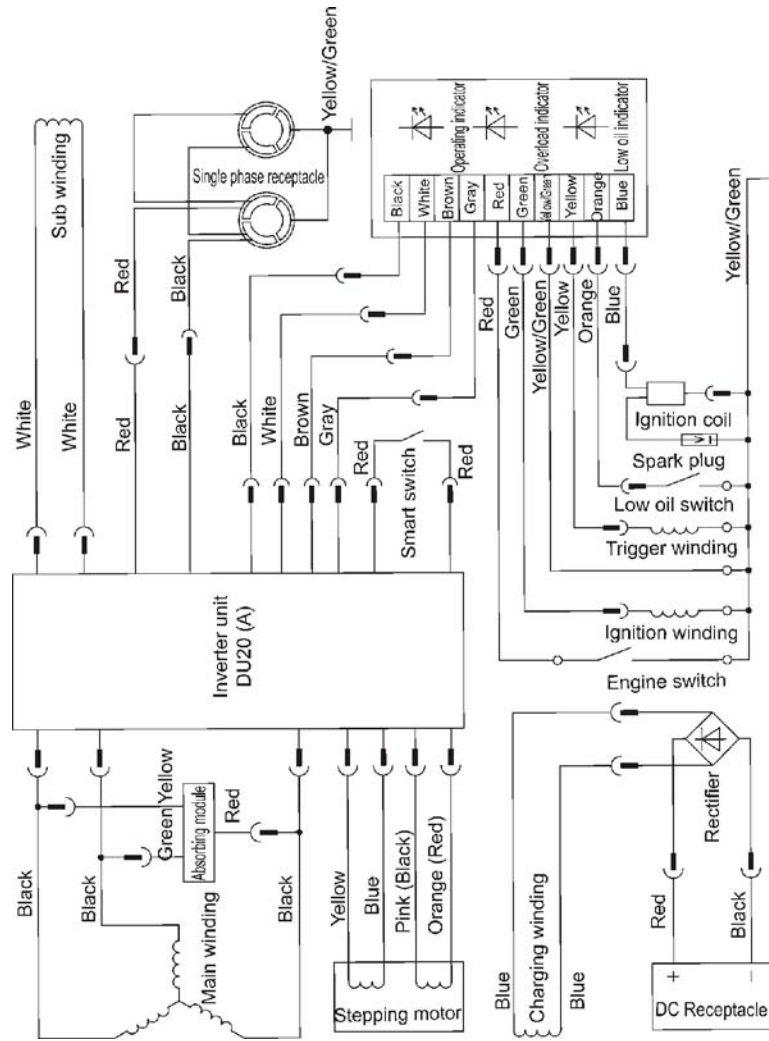 Yellow/Green
Sub winding
Single phase receptacle
Operating indicator
Overload indicator
Low oil indicator
Black
White
Brown
Gray
Red
Green
Yellow/Green
Yellow
Orange
Blue
Red
Black
White
White
Red
Black
Black
White
Brown
Gray
Red
Smart switch
Red
Red
Green
Yellow/Green
Yellow
Orange
Blue
Yellow/Green
Ignition coil
Spark plug
Low oil switch
Trigger winding
Ignition winding
Engine switch
Inverter unit
DU20 (A)
Green
Yellow
Absorbing module
Red
Black
Black
Main winding
Black
Yellow
Blue
Pink (Black)
Orange (Red)
Stepping motor
Blue
Charging winding
Blue
Rectifier
Red
Black
+
-
DC Receptacle